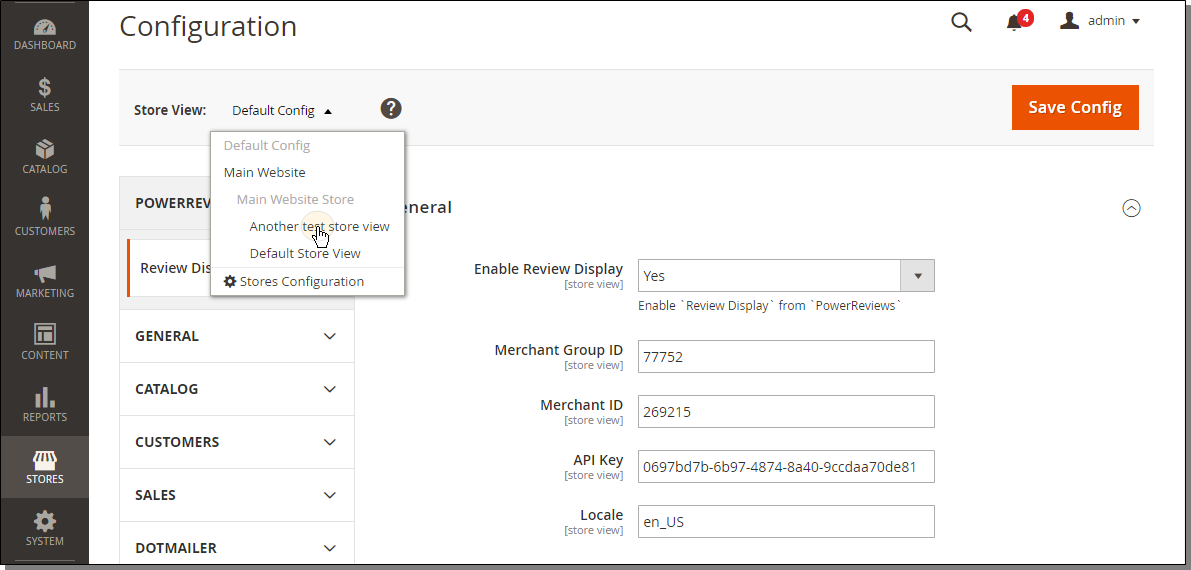 Configuration
4
admin
DASHBOARD
SALES
CATALOG
CUSTOMERS
MARKETING
CONTENT
REPORTS
STORES
SYSTEM
Store View: Default Config ?
Save Config
Default Config
Main Website
Main Website Store
Another test store view
Default Store View
Stores Configuration
POWERREV
Review Dis
GENERAL
CATALOG
CUSTOMERS
SALES
DOTMAILER
eneral
Enable Review Display
[store view]
Yes
Enable `Review Display` from `PowerReviews`
Merchant Group ID
[store view]
77752
Merchant ID
[store view]
269215
API Key
[store view]
0697bd7b-6b97-4874-8a40-9ccdaa70de81
Locale
[store view]
en_US